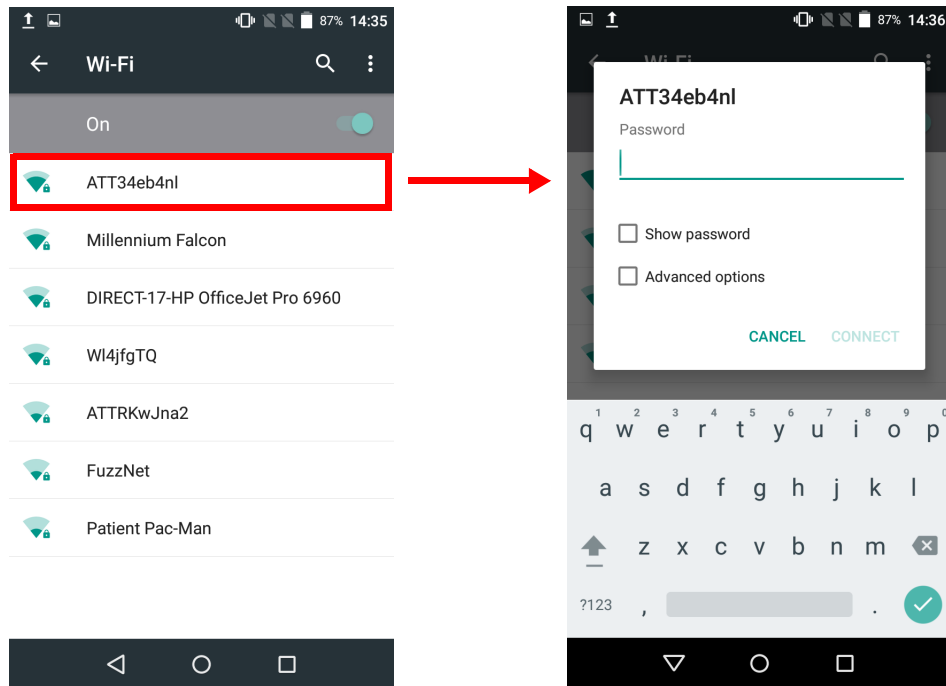 87% 14:35
Wi-Fi
On
ATT34eb4nl
Millennium Falcon
DIRECT-17-HP OfficeJet Pro 6960
Wl4jfgTQ
ATTRKwJna2
FuzzNet
Patient Pac-Man
87% 14:36
Wi-Fi
ATT34eb4nl
Password
Show password
Advanced options
CANCEL CONNECT
1 2 3 4 5 6 7 8 9 0
q w e r t y u i o p
a s d f g h j k l
z x c v b n m
?123 , .